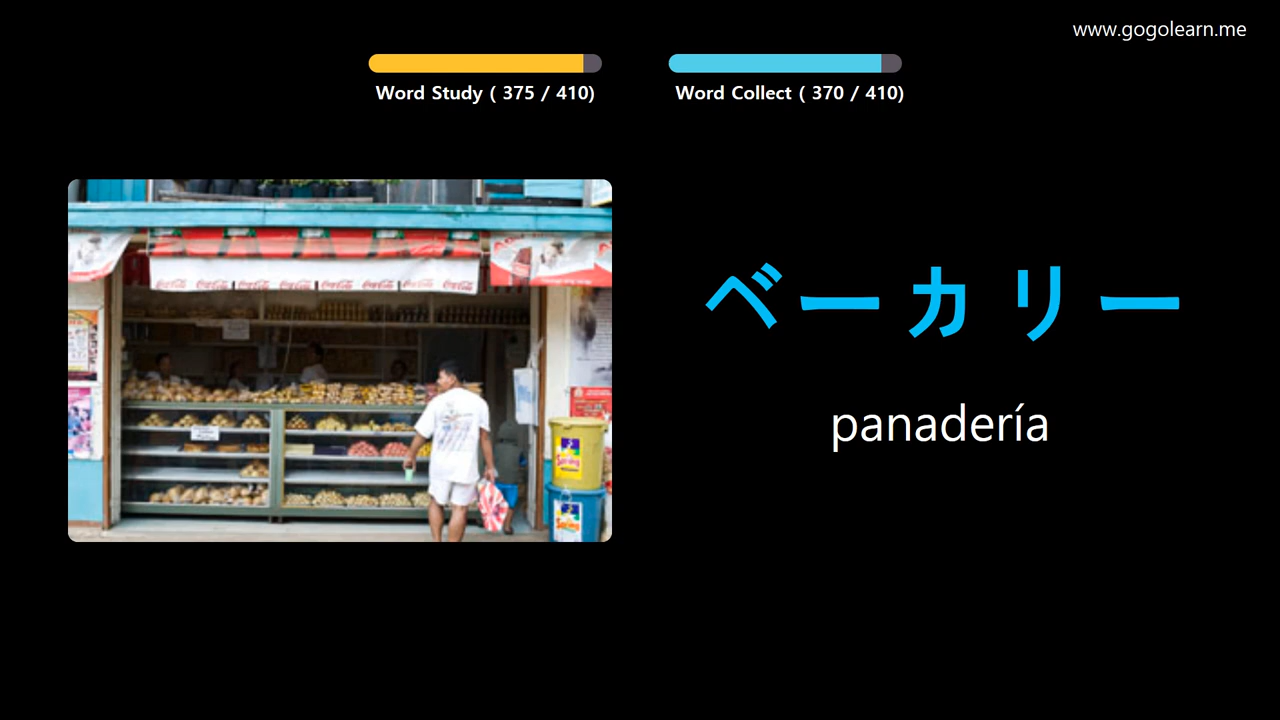 www.gogolearn.me
Word Study ( 375 / 410)
Word Collect ( 370 / 410)
ベーカリー
panadería